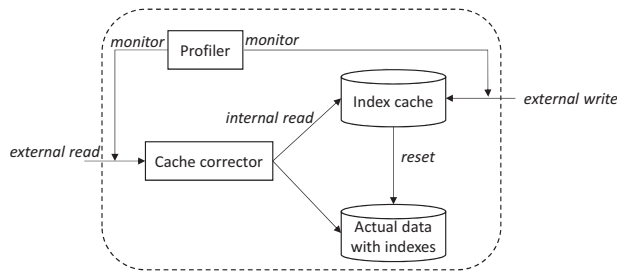 monitor
Profiler
monitor
Index cache
external write
internal read
external read
Cache corrector
reset
Actual data
with indexes